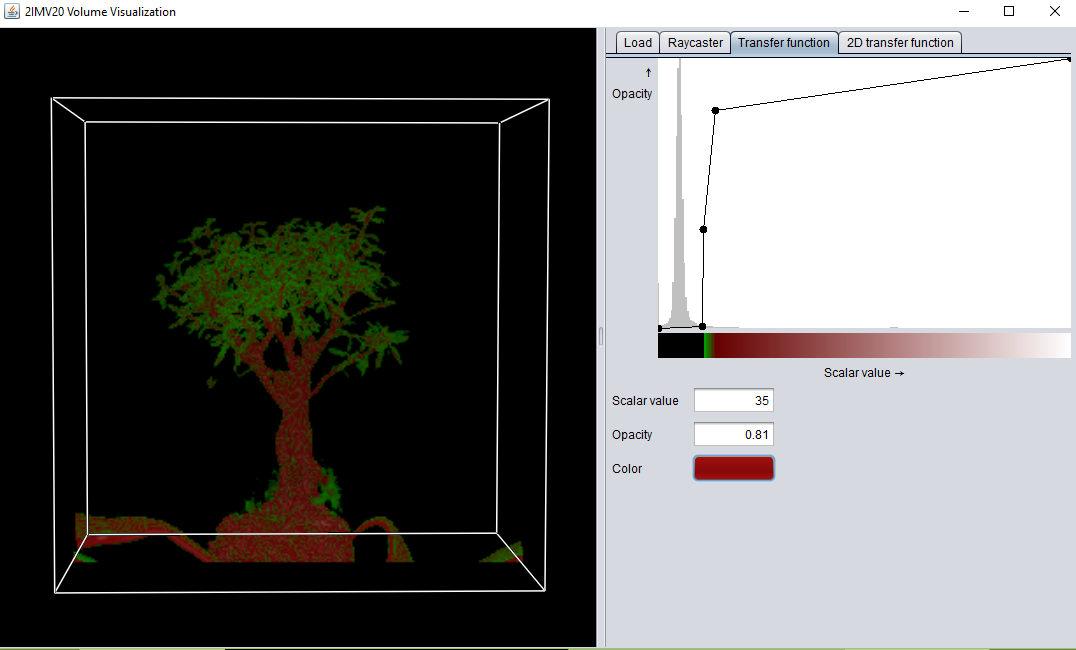 2IMV20 Volume Visualization
Load Raycaster Transfer function 2D transfer function
↑
Opacity
Scalar value →
Scalar value 35
Opacity 0.81
Color